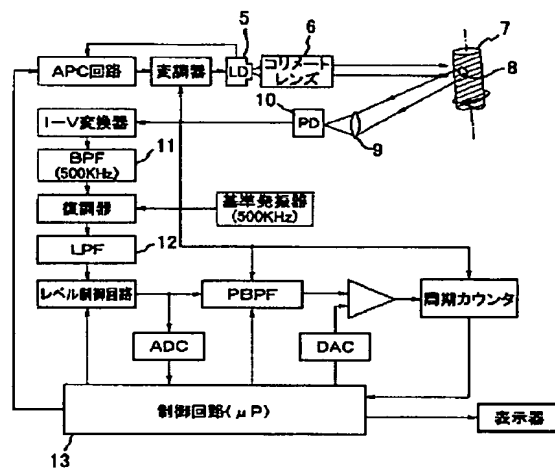 5
6
7
APC回路
変調器
LD
コリメート
レンズ
8
10
PD
9
I-V変換器
11
BPF
(500KHz)
復調器
基準発振器
(500KHz)
LPF
12
レベル制御回路
PBPF
周期カウンタ
ADC
DAC
制御回路(μP)
表示器
13